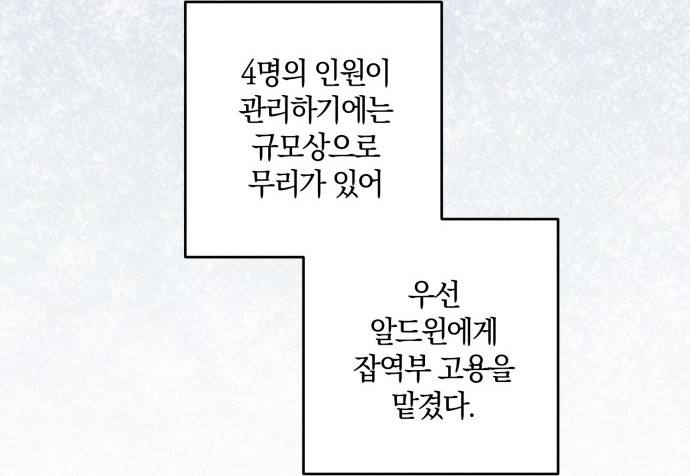 4명의 인원이
관리하기에는
규모상으로
무리가 있어
우선
알드윈에게
잡역부 고용을
맡겼다.